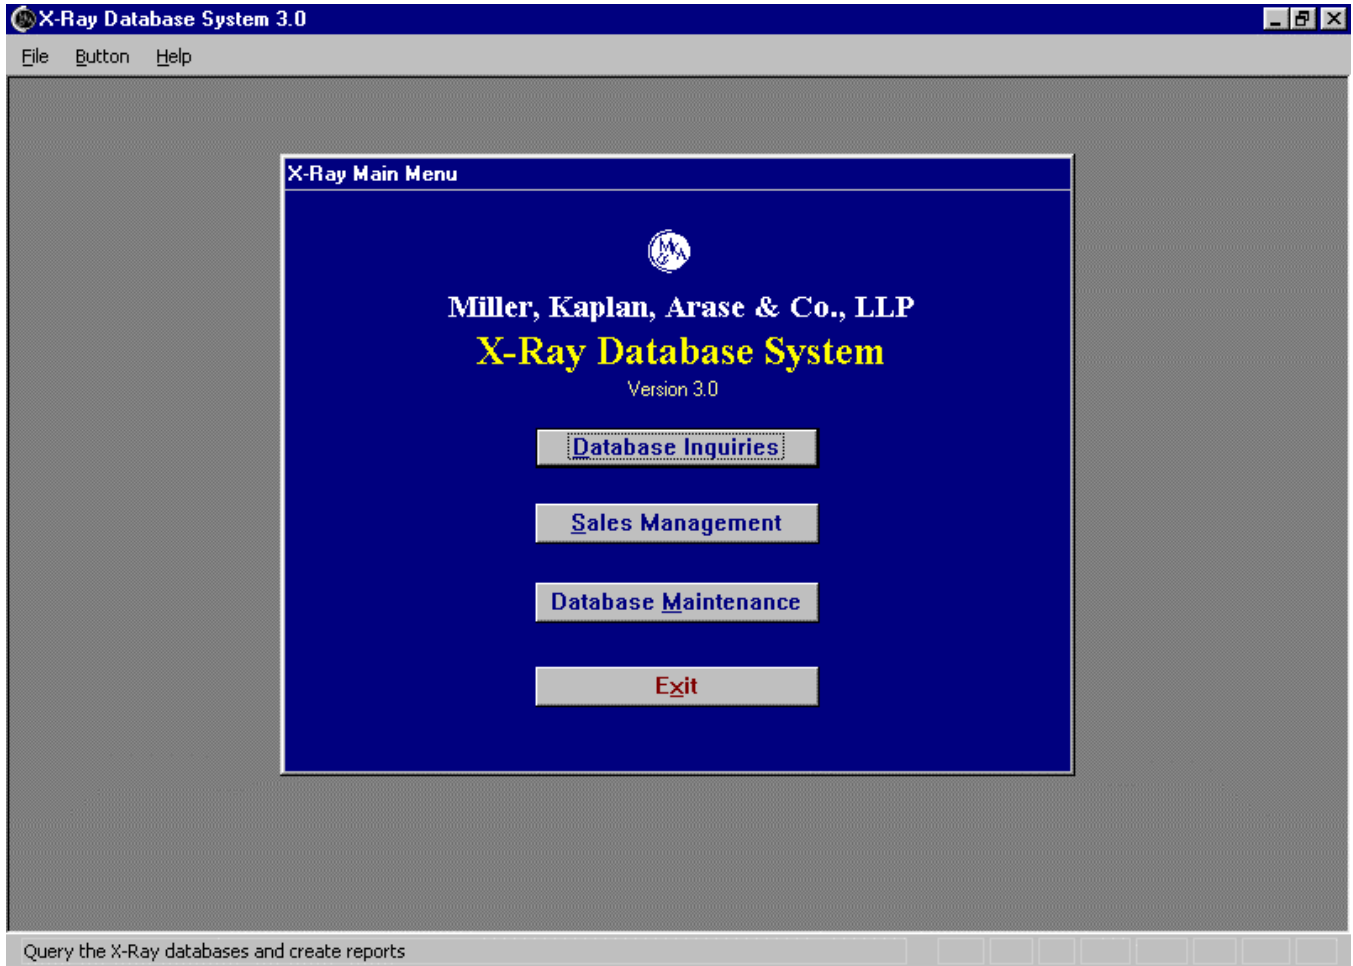 X-Ray Database System 3.0
File Button Help
X-Ray Main Menu
MK&A
Miller, Kaplan, Arase & Co., LLP
X-Ray Database System
Version 3.0
Database Inquiries
Sales Management
Database Maintenance
Exit
Query the X-Ray databases and create reports